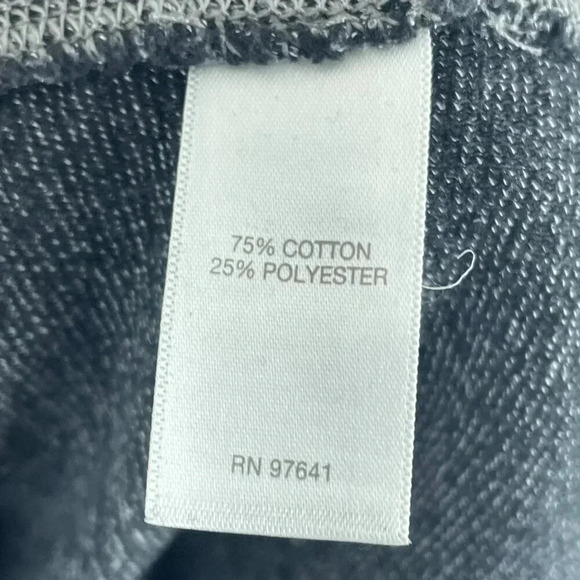 75% COTTON
25% POLYESTER
RN 97641